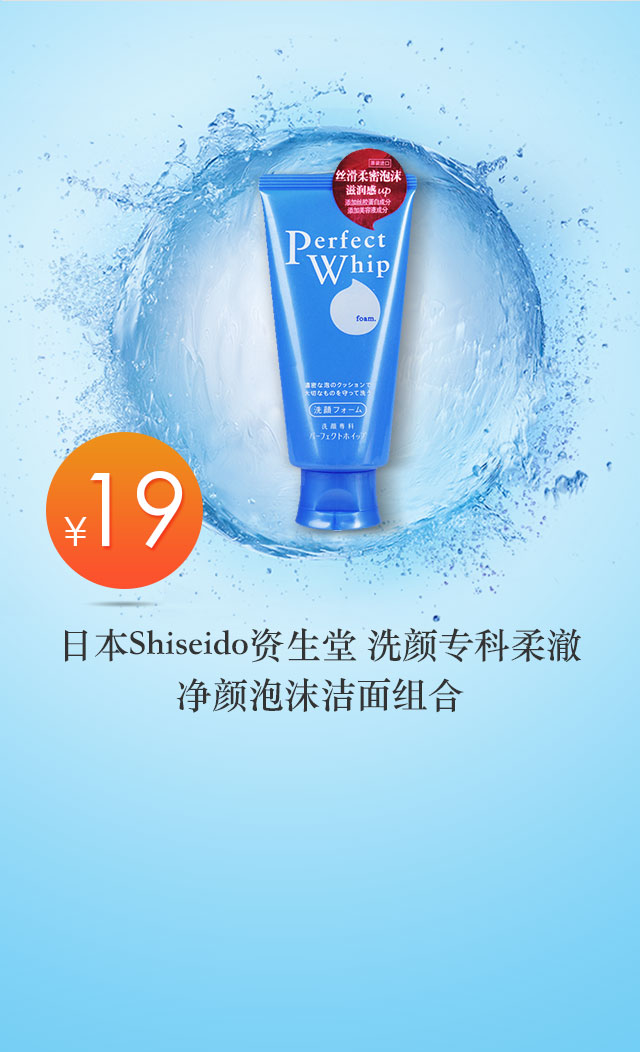 原装进口
丝滑柔密泡沫
滋润感up
添加丝胶蛋白成分
添加美容液成分
Perfect
Whip
foam.
濃密な泡のクッションで
大切なものを守って洗う
洗顔フォーム
洗顔専科
パーフェクトホイップ
¥19
日本Shiseido资生堂 洗颜专科柔澈
净颜泡沫洁面组合